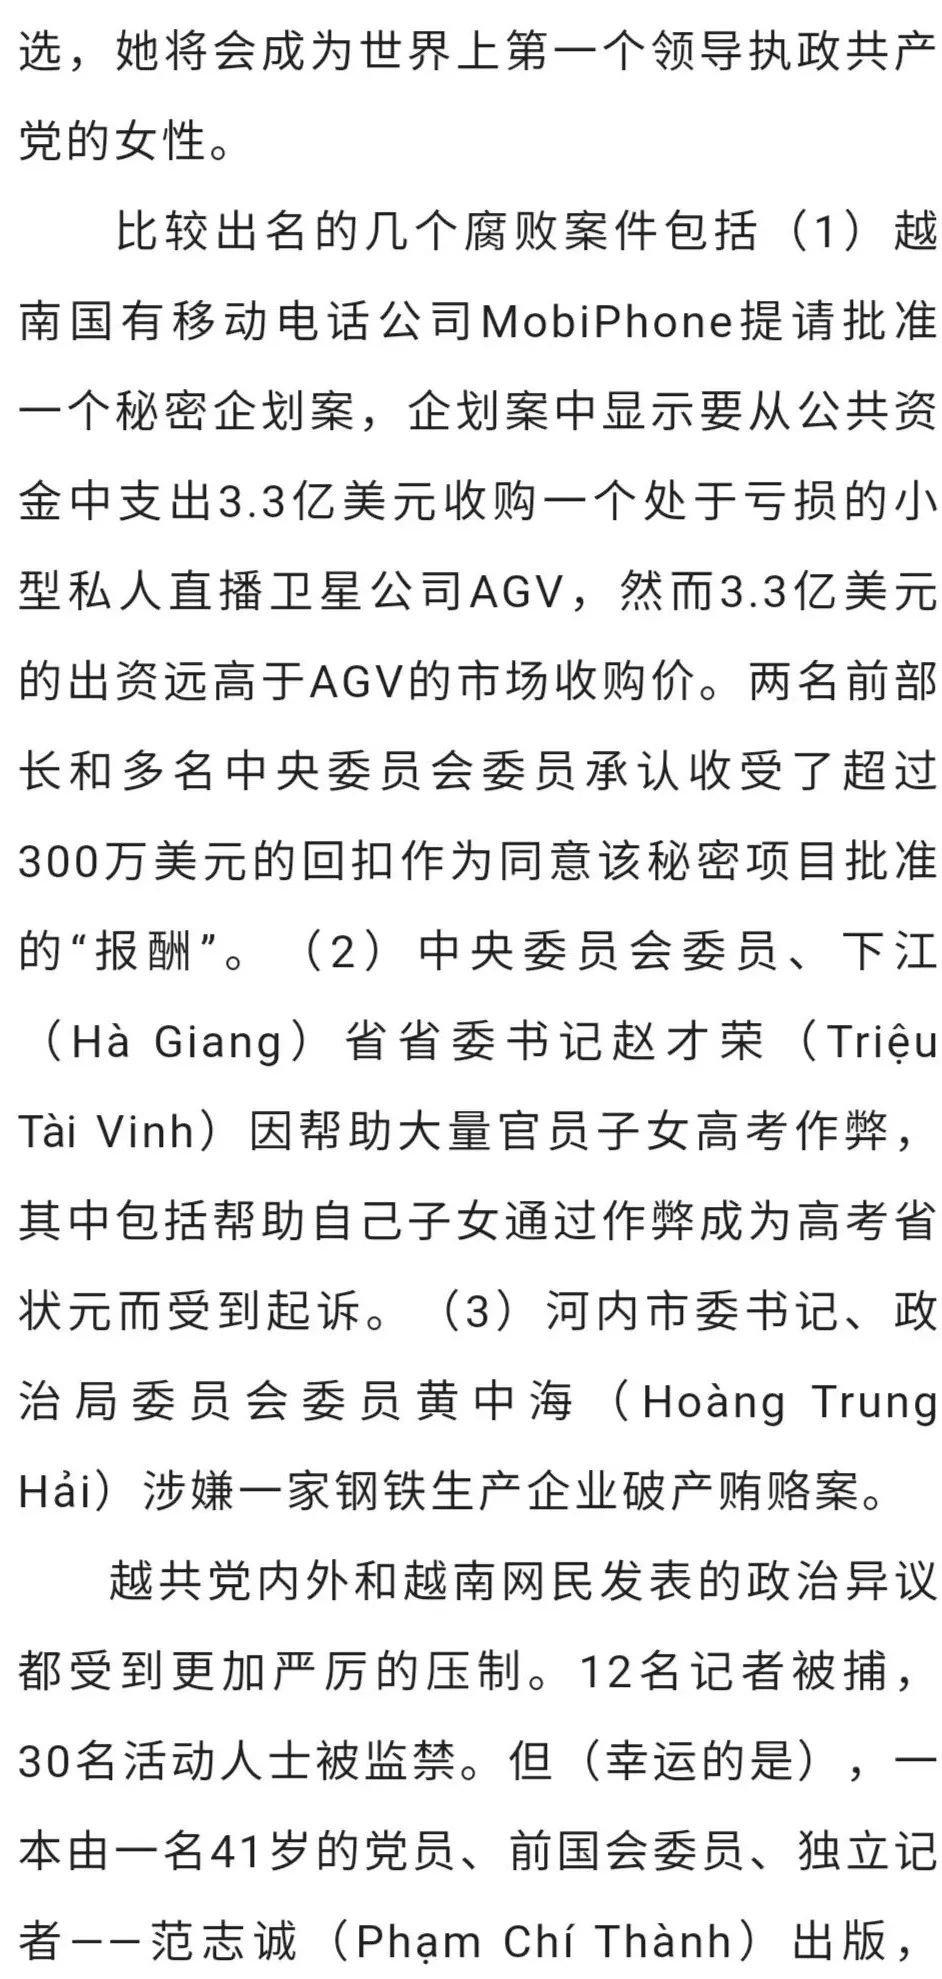 选，她将会成为世界上第一个领导执政共产
党的女性。
比较出名的几个腐败案件包括（1）越
南国有移动电话公司MobiPhone提请批准
一个秘密企划案，企划案中显示要从公共资
金中支出3.3亿美元收购一个处于亏损的小
型私人直播卫星公司AGV，然而3.3亿美元
的出资远高于AGV的市场收购价。两名前部
长和多名中央委员会委员承认收受了超过
300万美元的回扣作为同意该秘密项目批准
的“报酬”。（2）中央委员会委员、下江
（Hà Giang）省省委书记赵才荣（Triệu
Tài Vinh）因帮助大量官员子女高考作弊，
其中包括帮助自己子女通过作弊成为高考省
状元而受到起诉。（3）河内市委书记、政
治局委员会委员黄中海（Hoàng Trung
Hải）涉嫌一家钢铁生产企业破产贿赂案。
越共党内外和越南网民发表的政治异议
都受到更加严厉的压制。12名记者被捕，
30名活动人士被监禁。但（幸运的是），一
本由一名41岁的党员、前国会委员、独立记
者——范志诚（Phạm Chí Thành）出版，